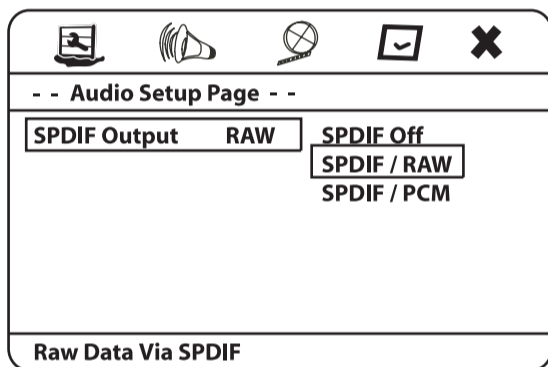 - - Audio Setup Page - -
SPDIF Output RAW SPDIF Off
SPDIF / RAW
SPDIF / PCM
Raw Data Via SPDIF